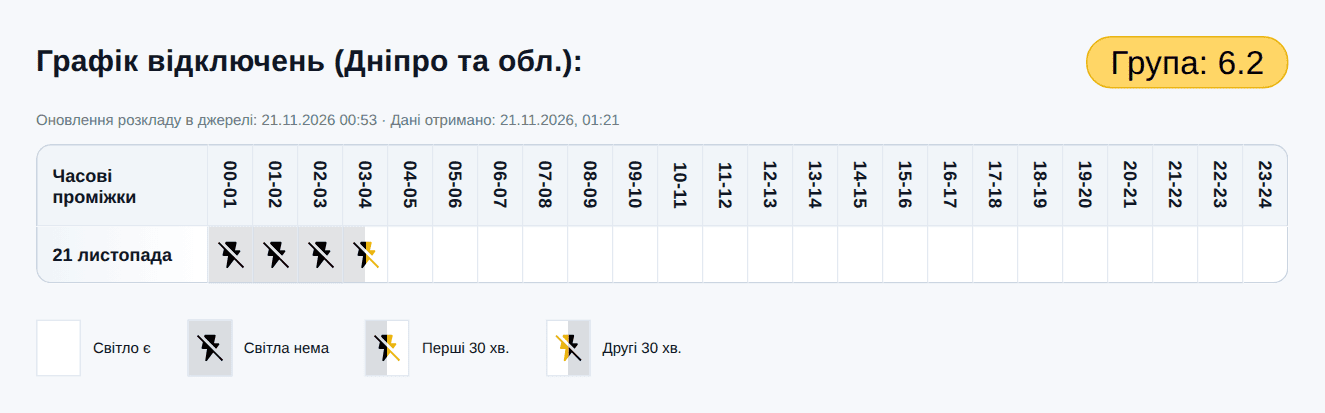 Графік відключень (Дніпро та обл.):
Група: 6.2
Оновлення розкладу в джерелі: 21.11.2026 00:53 · Дані отримано: 21.11.2026, 01:21
Часові
проміжки
00-01
01-02
02-03
03-04
04-05
05-06
06-07
07-08
08-09
09-10
10-11
11-12
12-13
13-14
14-15
15-16
16-17
17-18
18-19
19-20
20-21
21-22
22-23
23-24
21 листопада
Світло є
Світла нема
Перші 30 хв.
Другі 30 хв.